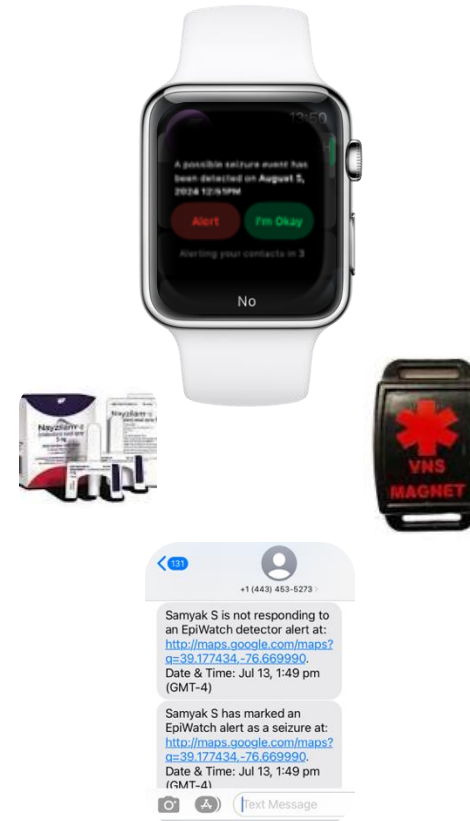 13:50
A possible seizure event has
been detected on August 5,
2024 12:51PM
Alert
I'm Okay
Alerting your contacts in 3
No
Nayzilam
Nayzilam
5 mg
VNS
MAGNET
131
+1 (443) 453-5273
Samyak S is not responding to
an EpiWatch detector alert at:
http://maps.google.com/maps?
q=39.177434,-76.669990.
Date & Time: Jul 13, 1:49 pm
(GMT-4)
Samyak S has marked an
EpiWatch alert as a seizure at:
http://maps.google.com/maps?
q=39.177434,-76.669990.
Date & Time: Jul 13, 1:49 pm
(GMT-4)
Text Message